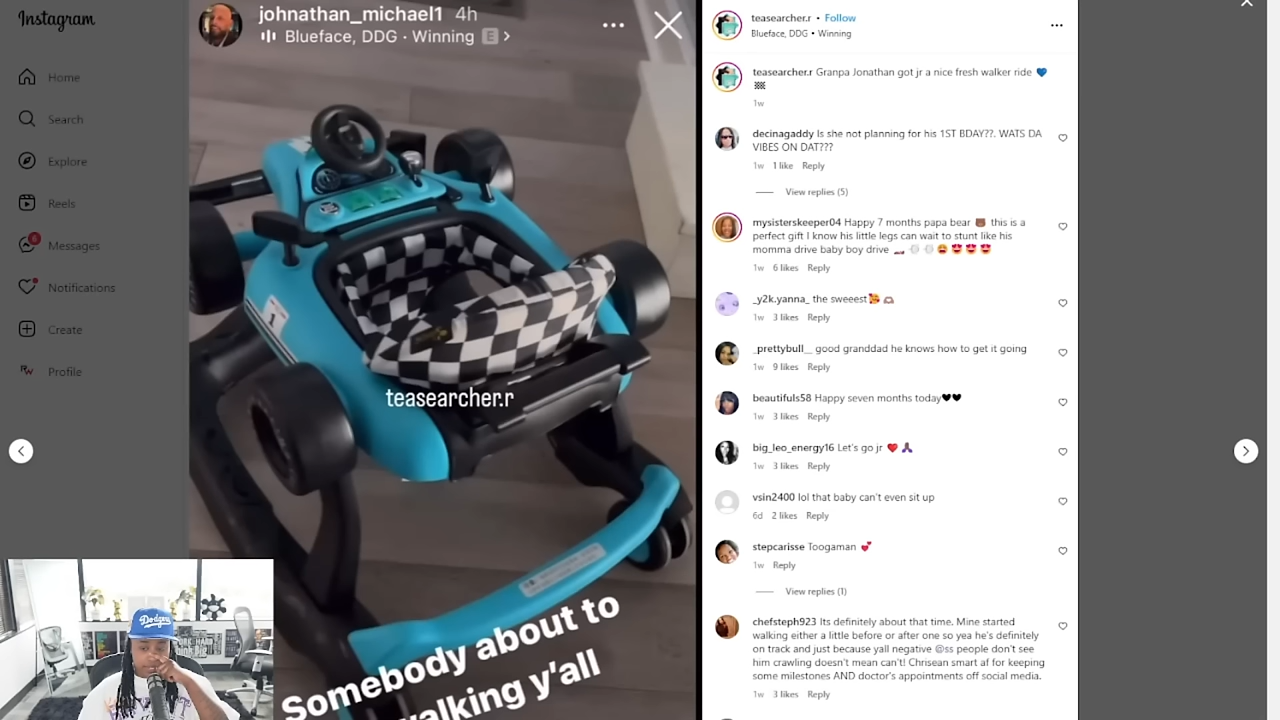 Instagram
Home
Search
Explore
Reels
Messages
Notifications
Create
Profile
johnathan_michael1 4h
Blueface, DDG · Winning E
1
teasearcher.r
Somebody about to
walking y'all
teasearcher.r • Follow
Blueface, DDG • Winning
teasearcher.r Granpa Jonathan got jr a nice fresh walker ride 💙
🏁
1w
decinagaddy Is she not planning for his 1ST BDAY??. WATS DA
VIBES ON DAT???
1w 1 like Reply
View replies (5)
mysisterskeeper04 Happy 7 months papa bear 🐻 this is a
perfect gift I know his little legs can wait to stunt like his
momma drive baby boy drive
1w 6 likes Reply
_y2k.yanna_ the sweeest
1w 3 likes Reply
_prettybull__ good granddad he knows how to get it going
1w 9 likes Reply
beautifuls58 Happy seven months today🖤🖤
1w 3 likes Reply
big_leo_energy16 Let's go jr
1w 3 likes Reply
vsin2400 lol that baby can't even sit up
6d 2 likes Reply
stepcarisse Toogaman 💕
1w Reply
View replies (1)
chefsteph923 Its definitely about that time. Mine started
walking either a little before or after one so yea he's definitely
on track and just because yall negative @ss people don't see
him crawling doesn't mean can't! Chrisean smart af for keeping
some milestones AND doctor's appointments off social media.
1w 3 likes Reply
Dodgers